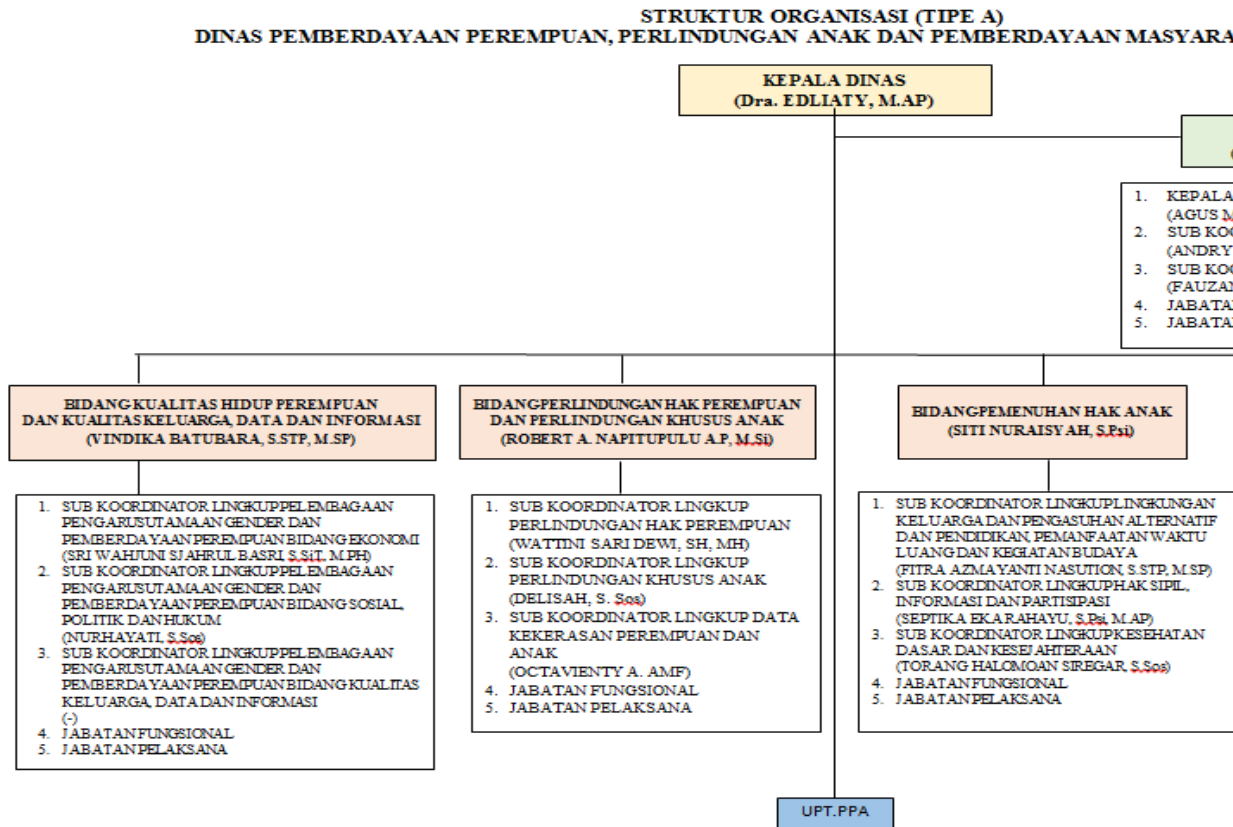 STRUKTUR ORGANISASI (TIPE A)
DINAS PEMBERDAYAAN PEREMPUAN, PERLINDUNGAN ANAK DAN PEMBERDAYAAN
KEPALA DINAS
(Dra. EDLIATY, M.AP)
1. KEPALA
(AGUS
2. SUB
(ANDRY
3. SUB
(FAUZAN
4.
5.
BIDANG KUALITAS HIDUP PEREMPUAN
DAN KUALITAS KELUARGA, DATA DAN INFORMASI
(VINDIKA BATUBARA, S.STP, M.SP)
1. SUB KOORDINATOR LINGKUP PELEMBAGAAN
PENGARUSUTAMAAN GENDER DAN
PEMBERDAYAAN PEREMPUAN BIDANG EKONOMI
(SRI WAHJUNI SJAHRUL BASRI, S.SiT, M.PH)
2. SUB KOORDINATOR LINGKUP PELEMBAGAAN
PENGARUSUTAMAAN GENDER DAN
PEMBERDAYAAN PEREMPUAN BIDANG SOSIAL,
POLITIK DAN HUKUM
(NURHAYATI, S.Sos)
3. SUB KOORDINATOR LINGKUP PELEMBAGAAN
PENGARUSUTAMAAN GENDER DAN
PEMBERDAYAAN PEREMPUAN BIDANG KUALITAS
KELUARGA, DATA DAN INFORMASI
(-)
4. JABATAN FUNGSIONAL
5. JABATAN PELAKSANA
BIDANG PERLINDUNGAN HAK PEREMPUAN
DAN PERLINDUNGAN KHUSUS ANAK
(ROBERT A. NAPITUPULU A.P, M.Si)
1. SUB KOORDINATOR LINGKUP
PERLINDUNGAN HAK PEREMPUAN
(WATTINI SARI DEWI, SH, MH)
2. SUB KOORDINATOR LINGKUP
PERLINDUNGAN KHUSUS ANAK
(DELISAH, S. Sos)
3. SUB KOORDINATOR LINGKUP DATA
KEKERASAN PEREMPUAN DAN
ANAK
(OCTAVIENTY A. AMF)
4. JABATAN FUNGSIONAL
5. JABATAN PELAKSANA
BIDANG PEMENUHAN HAK ANAK
(SITI NURAISYAH, S.Psi)
1. SUB KOORDINATOR LINGKUP LINGKUNGAN
KELUARGA DAN PENGASUHAN ALTERNATIF
DAN PENDIDIKAN, PEMANFAATAN WAKTU
LUANG DAN KEGIATAN BUDAYA
(FITRA AZMAYANTI NASUTION, S.STP, M.SP)
2. SUB KOORDINATOR LINGKUP HAK SIPIL,
INFORMASI DAN PARTISIPASI
(SEPTIKA EKA RAHAYU, S.Psi, M.AP)
3. SUB KOORDINATOR LINGKUP KESEHATAN
DASAR DAN KESEJAHTERAAN
(TORANG HALOMOAN SIREGAR, S.Sos)
4. JABATAN FUNGSIONAL
5. JABATAN PELAKSANA
UPT.PPA